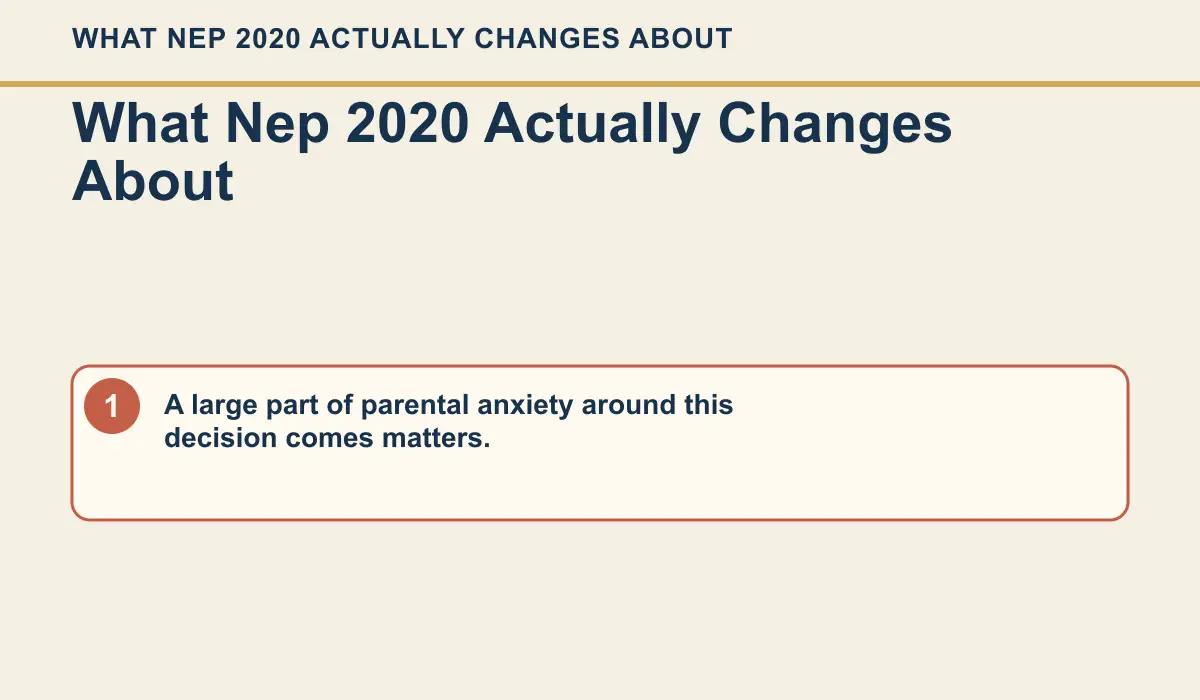 WHAT NEP 2020 ACTUALLY CHANGES ABOUT
What Nep 2020 Actually Changes
About
1
A large part of parental anxiety around this
decision comes matters.